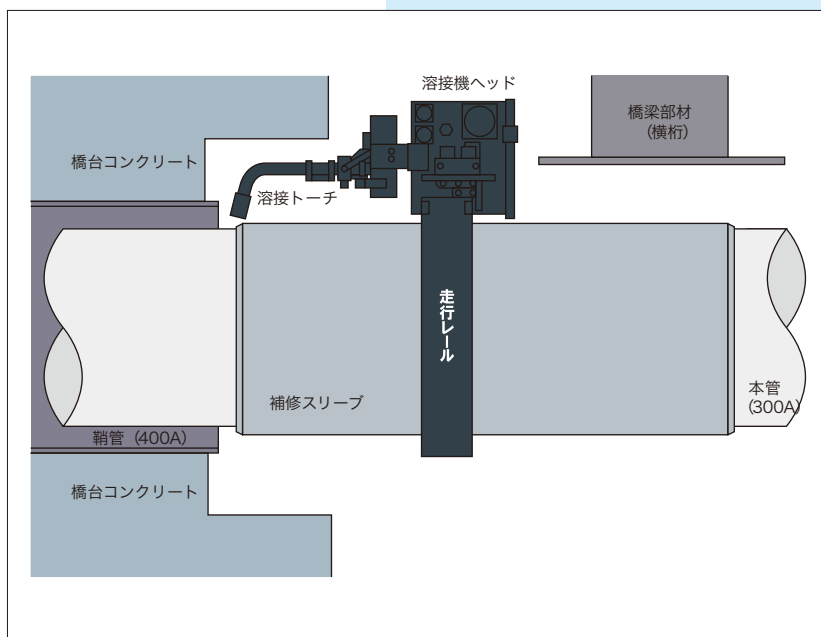 溶接機ヘッド
橋梁部材
（横桁）
橋台コンクリート
溶接トーチ
走行レール
補修スリーブ
本管
(300A)
鞘管（400A）
橋台コンクリート